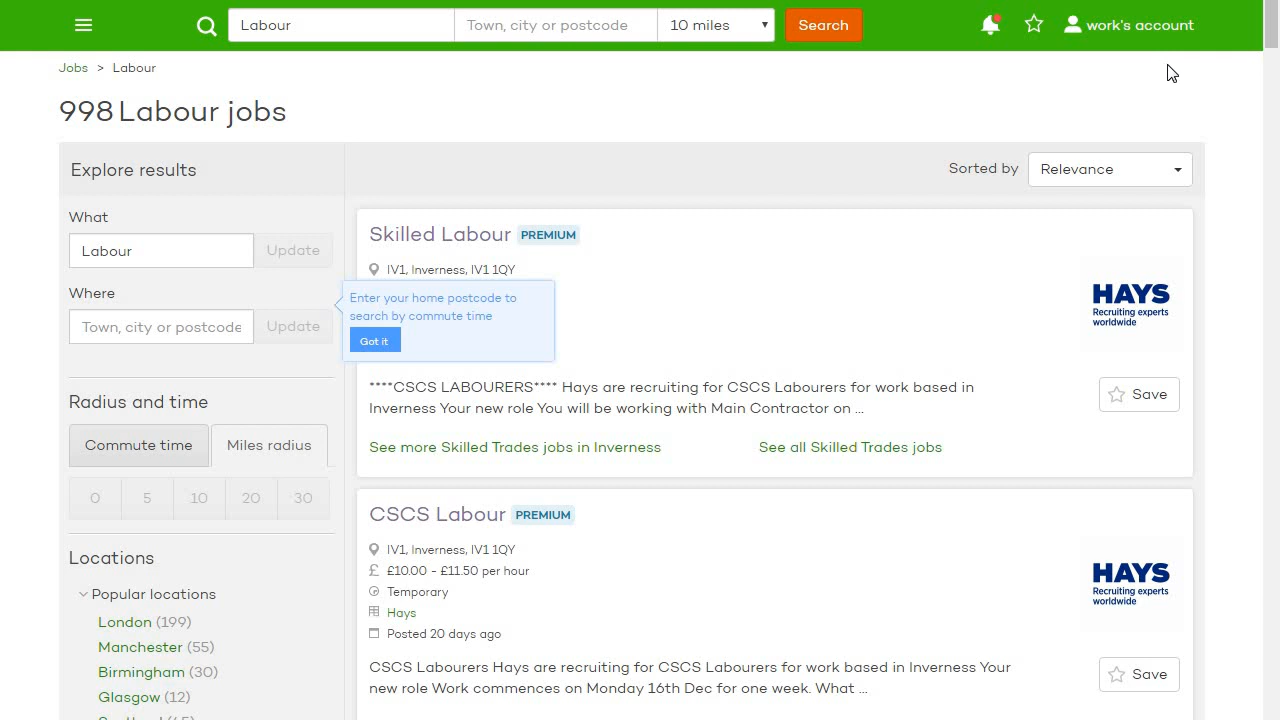 Labour
Town, city or postcode
10 miles
Search
work's account
Jobs > Labour
998 Labour jobs
Explore results
Sorted by
Relevance
What
Labour
Update
Where
Town, city or postcode
Update
Enter your home postcode to
search by commute time
Got it
Radius and time
Commute time
Miles radius
0 5 10 20 30
Locations
Popular locations
London (199)
Manchester (55)
Birmingham (30)
Glasgow (12)
Skilled Labour PREMIUM
IV1, Inverness, IV1 1QY
HAYS
Recruiting experts
worldwide
****CSCS LABOURERS**** Hays are recruiting for CSCS Labourers for work based in
Inverness Your new role You will be working with Main Contractor on ...
Save
See more Skilled Trades jobs in Inverness
See all Skilled Trades jobs
CSCS Labour PREMIUM
IV1, Inverness, IV1 1QY
£10.00 - £11.50 per hour
Temporary
Hays
Posted 20 days ago
HAYS
Recruiting experts
worldwide
CSCS Labourers Hays are recruiting for CSCS Labourers for work based in Inverness Your
new role Work commences on Monday 16th Dec for one week. What ...
Save